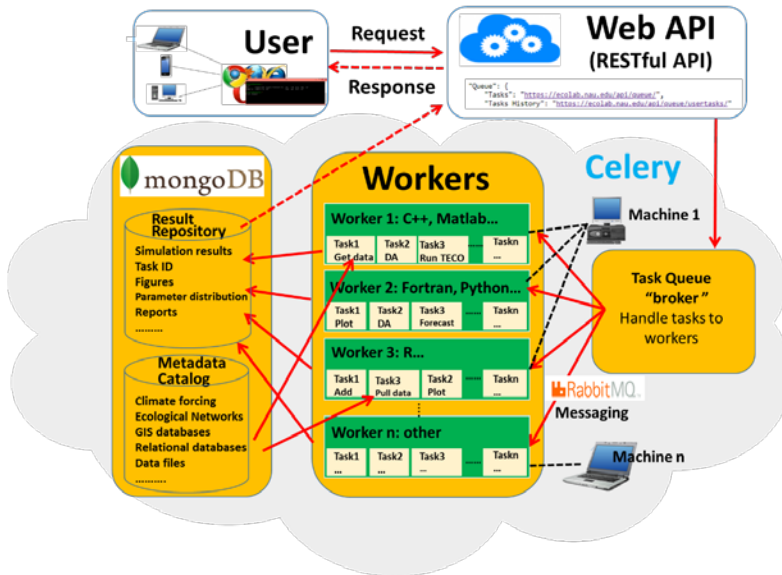 User
Request
Response
Web API
(RESTful API)
"Queue": {
"Tasks": "https://ecolab.nau.edu/api/queue/",
"Tasks History": "https://ecolab.nau.edu/api/queue/usertasks/"
mongoDB
Result
Repository
Simulation results
Task ID
Figures
Parameter distribution
Reports
.........
Metadata
Catalog
Climate forcing
Ecological Networks
GIS databases
Relational databases
Data files
..........
Workers
Worker 1: C++, Matlab...
Task1 Task2 Task3 ...... Taskn
Get data DA Run TECO ...
Worker 2: Fortran, Python...
Task1 Task2 Task3 ...... Taskn
Plot DA Forecast ...
Worker 3: R...
Task1 Task3 Task2 ...... Taskn
Add Pull data Plot ...
Worker n: other
Task1 Task2 Task3 ...... Taskn
... ... ... ...
Celery
Machine 1
Task Queue
"broker"
Handle tasks to
workers
RabbitMQ
Messaging
Machine n